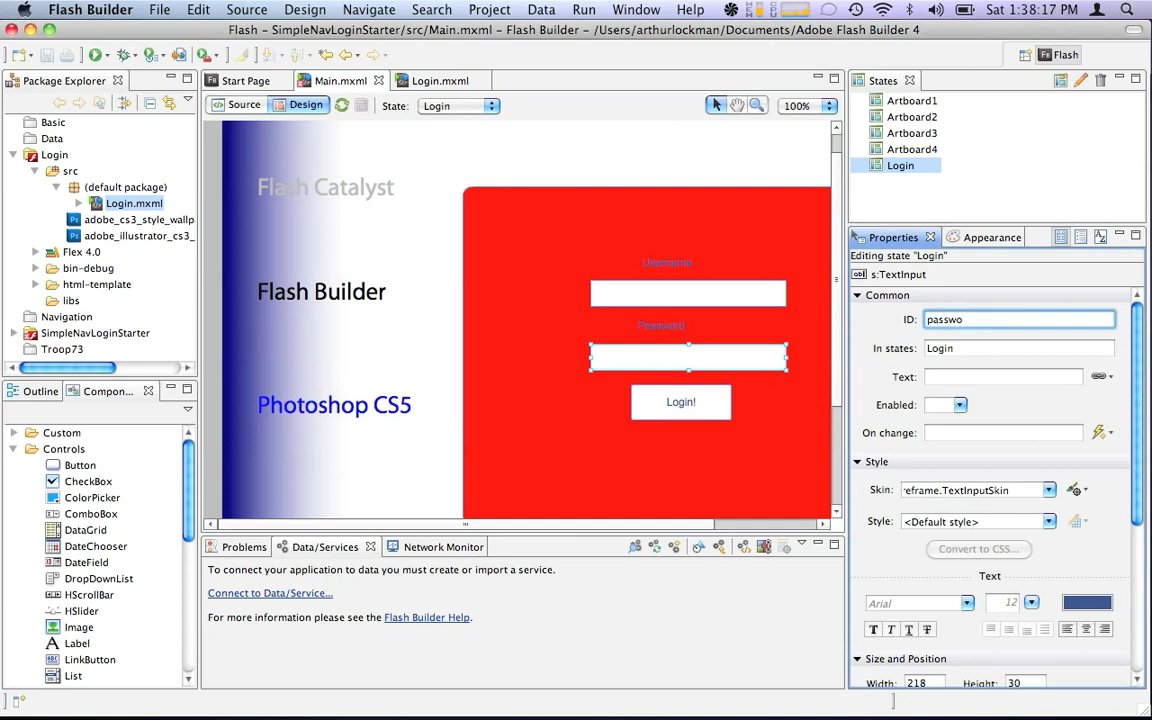 Flash Builder File Edit Source Design Navigate Search Project Data Run Window Help Sat 1:38:17 PM
Flash – SimpleNavLoginStarter/src/Main.mxml – Flash Builder – /Users/arthurlockman/Documents/Adobe Flash Builder 4
Flash
Package Explorer
Basic
Data
Login
src
(default package)
Login.mxml
adobe_cs3_style_wallp
adobe_illustrator_cs3_
Flex 4.0
bin-debug
html-template
libs
Navigation
SimpleNavLoginStarter
Troop73
Outline Compon...
Custom
Controls
Button
CheckBox
ColorPicker
ComboBox
DataGrid
DateChooser
DateField
DropDownList
HScrollBar
HSlider
Image
Label
LinkButton
List
Fb Start Page Main.mxml Login.mxml
Source Design State: Login 100%
Flash Catalyst
Flash Builder
Photoshop CS5
Username
Password
Login!
Problems Data/Services Network Monitor
To connect your application to data you must create or import a service.
Connect to Data/Service...
For more information please see the Flash Builder Help.
States
Artboard1
Artboard2
Artboard3
Artboard4
Login
Properties Appearance
Editing state "Login"
s:TextInput
Common
ID: passwo
In states: Login
Text:
Enabled:
On change:
Style
Skin: reframe.TextInputSkin
Style: <Default style>
Convert to CSS...
Text
Arial 12
T T T T
Size and Position
Width: 218 Height: 30